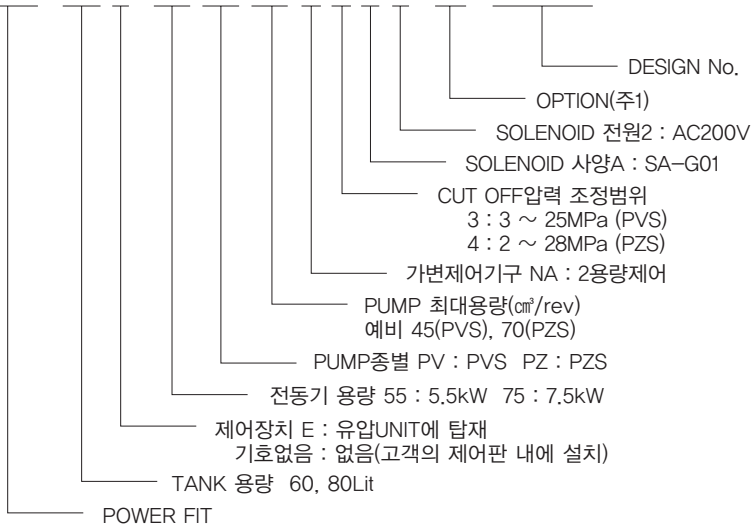 DESIGN No.
OPTION(주1)
SOLENOID 전원2 : AC200V
SOLENOID 사양A : SA-G01
CUT OFF압력 조정범위
3 : 3 ~ 25MPa (PVS)
4 : 2 ~ 28MPa (PZS)
가변제어기구 NA : 2용량제어
PUMP 최대용량(㎤/rev)
예비 45(PVS), 70(PZS)
PUMP종별 PV : PVS PZ : PZS
전동기 용량 55 : 5.5kW 75 : 7.5kW
제어장치 E : 유압UNIT에 탑재
기호없음 : 없음(고객의 제어판 내에 설치)
TANK 용량 60, 80Lit
POWER FIT